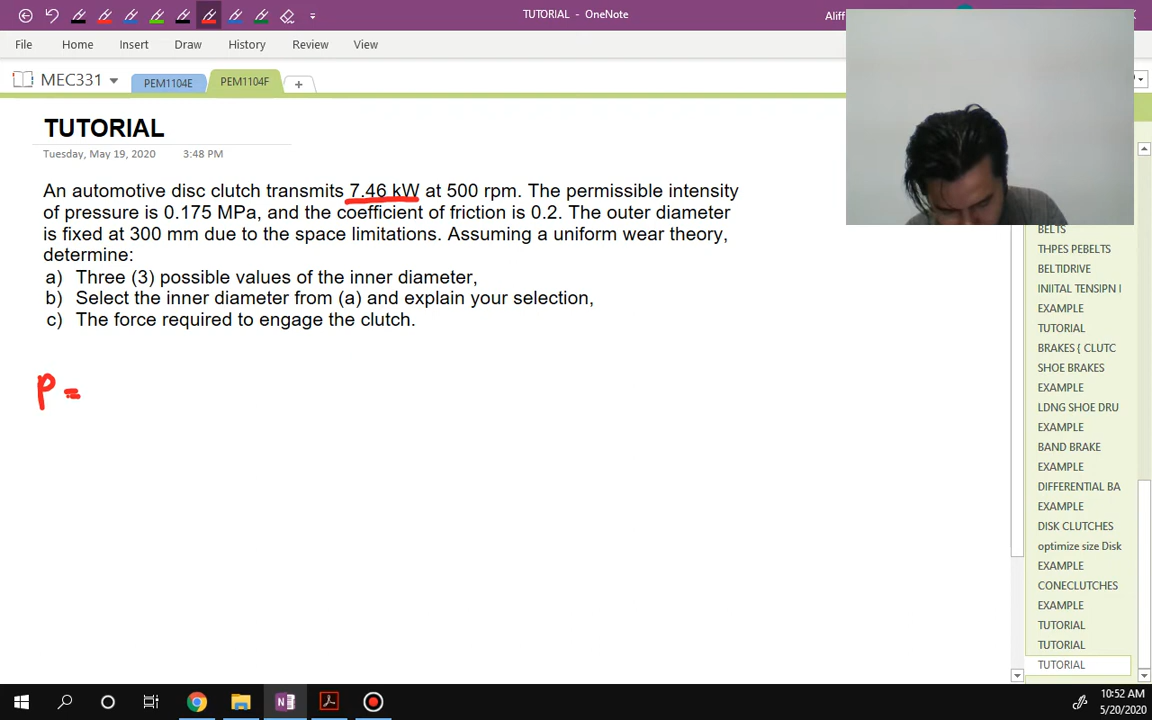 TUTORIAL - OneNote
Aliff
File Home Insert Draw History Review View
MEC331 PEM1104E PEM1104F +
TUTORIAL
Tuesday, May 19, 2020 3:48 PM
An automotive disc clutch transmits 7.46 kW at 500 rpm. The permissible intensity
of pressure is 0.175 MPa, and the coefficient of friction is 0.2. The outer diameter
is fixed at 300 mm due to the space limitations. Assuming a uniform wear theory,
determine:
a) Three (3) possible values of the inner diameter,
b) Select the inner diameter from (a) and explain your selection,
c) The force required to engage the clutch.
P =
BELTS
THPES PEBELTS
BELTIDRIVE
INIITAL TENSIPN I
EXAMPLE
TUTORIAL
BRAKES { CLUTC
SHOE BRAKES
EXAMPLE
LDNG SHOE DRU
EXAMPLE
BAND BRAKE
EXAMPLE
DIFFERENTIAL BA
EXAMPLE
DISK CLUTCHES
optimize size Disk
EXAMPLE
CONECLUTCHES
EXAMPLE
TUTORIAL
TUTORIAL
TUTORIAL
10:52 AM
5/20/2020